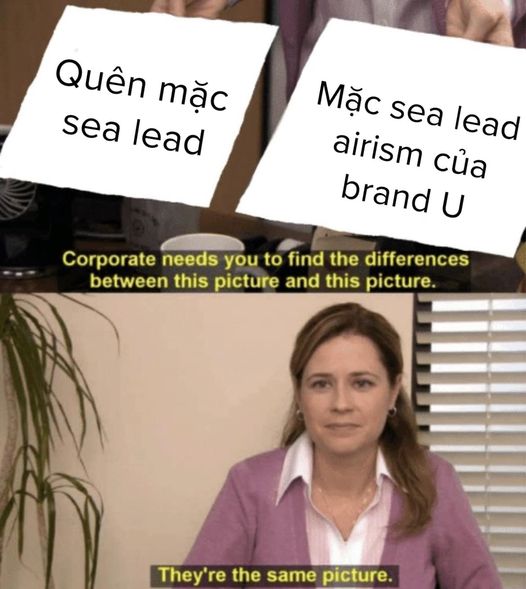 Quên mặc
sea lead
Mặc sea lead
airism của
brand U
Corporate needs you to find the differences
between this picture and this picture.
They're the same picture.